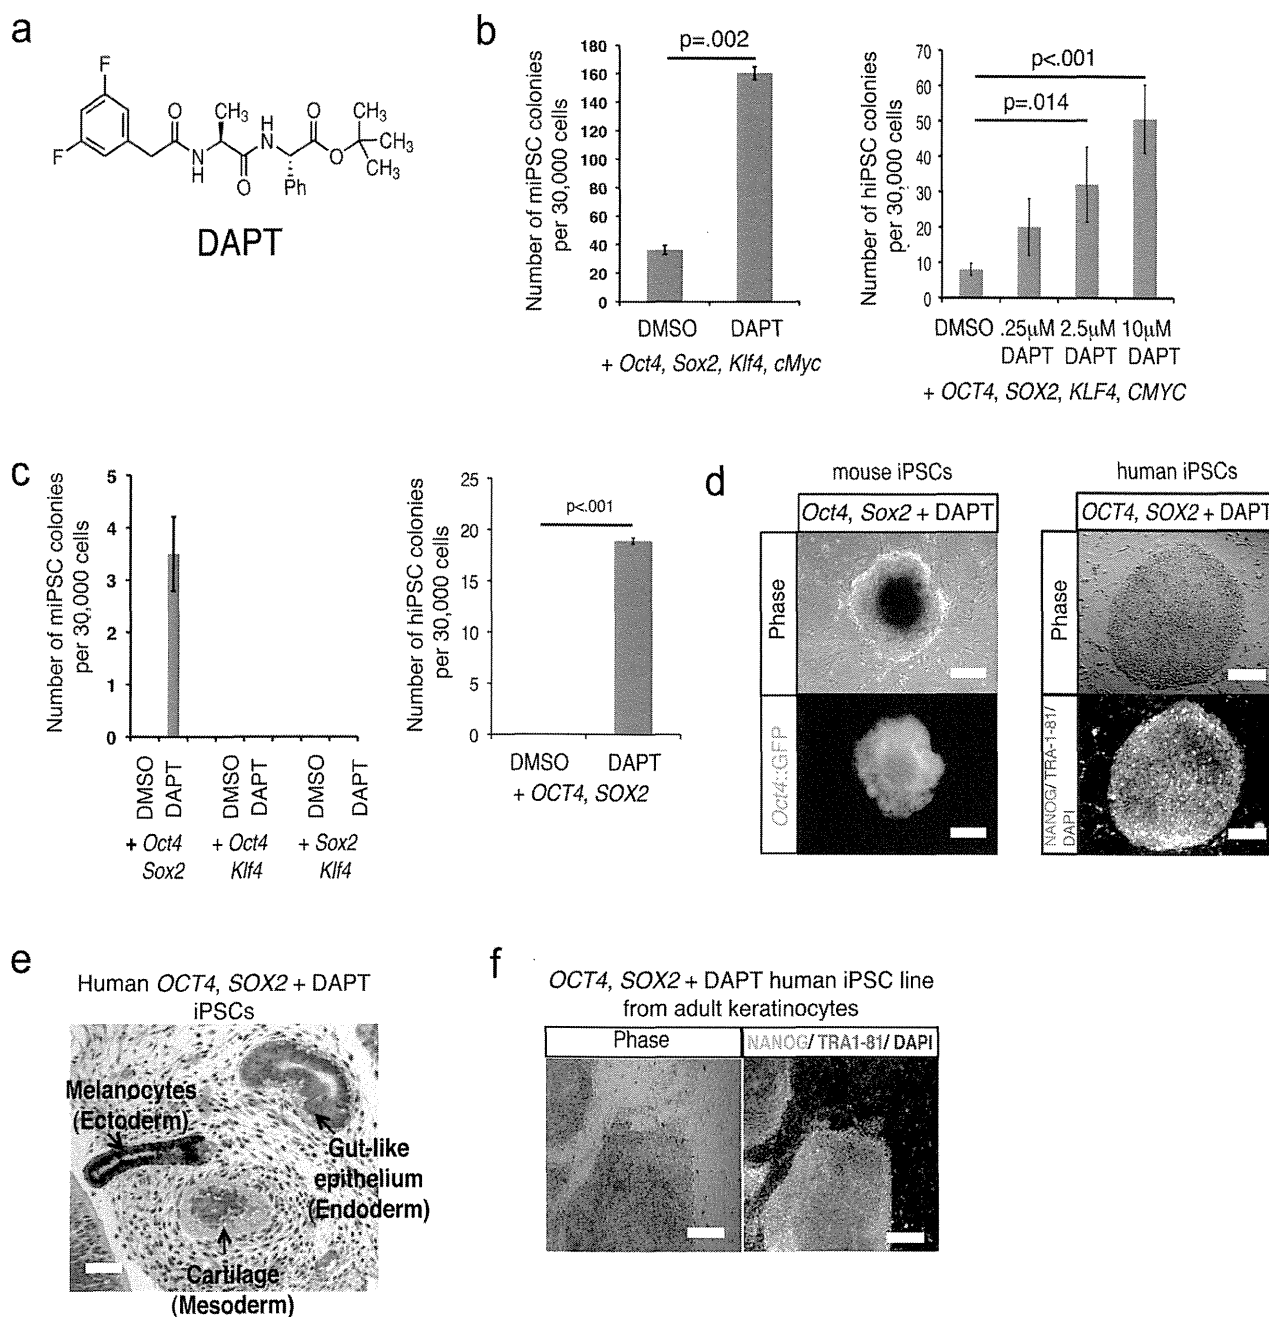 a
F
F
O
N
H
CH3
O
H
N
Ph
O
O
CH3
CH3
CH3
DAPT
b
Number of miPSC colonies
per 30,000 cells
180
160
140
120
100
80
60
40
20
0
p=.002
DMSO DAPT
+ Oct4, Sox2, Klf4, cMyc
Number of hiPSC colonies
per 30,000 cells
70
60
50
40
30
20
10
0
p<.001
p=.014
DMSO .25µM 2.5µM 10µM
DAPT DAPT DAPT
+ OCT4, SOX2, KLF4, CMYC
c
Number of miPSC colonies
per 30,000 cells
5
4
3
2
1
0
DMSO
DAPT
DMSO
DAPT
DMSO
DAPT
+ Oct4 + Oct4 + Sox2
Sox2 Klf4 Klf4
Number of hiPSC colonies
per 30,000 cells
25
20
15
10
5
0
p<.001
DMSO DAPT
+ OCT4, SOX2
d
mouse iPSCs
Oct4, Sox2 + DAPT
Phase
Oct4::GFP
human iPSCs
OCT4, SOX2 + DAPT
Phase
NANOG/ TRA-1-81/
DAPI
e
Human OCT4, SOX2 + DAPT
iPSCs
Melanocytes
(Ectoderm)
Gut-like
epithelium
(Endoderm)
Cartilage
(Mesoderm)
f
OCT4, SOX2 + DAPT human iPSC line
from adult keratinocytes
Phase
NANOG/ TRA1-81/ DAPI